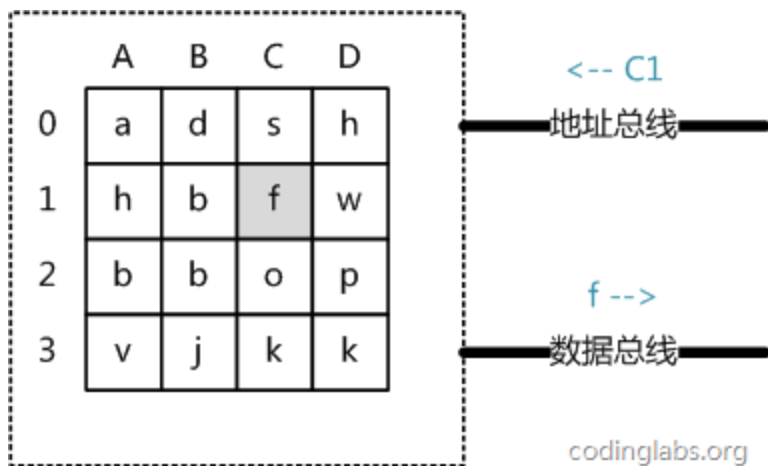 A B C D
<-- C1
0 a d s h
地址总线
1 h b f w
2 b b o p
f -->
3 v j k k
数据总线
codinglabs.org